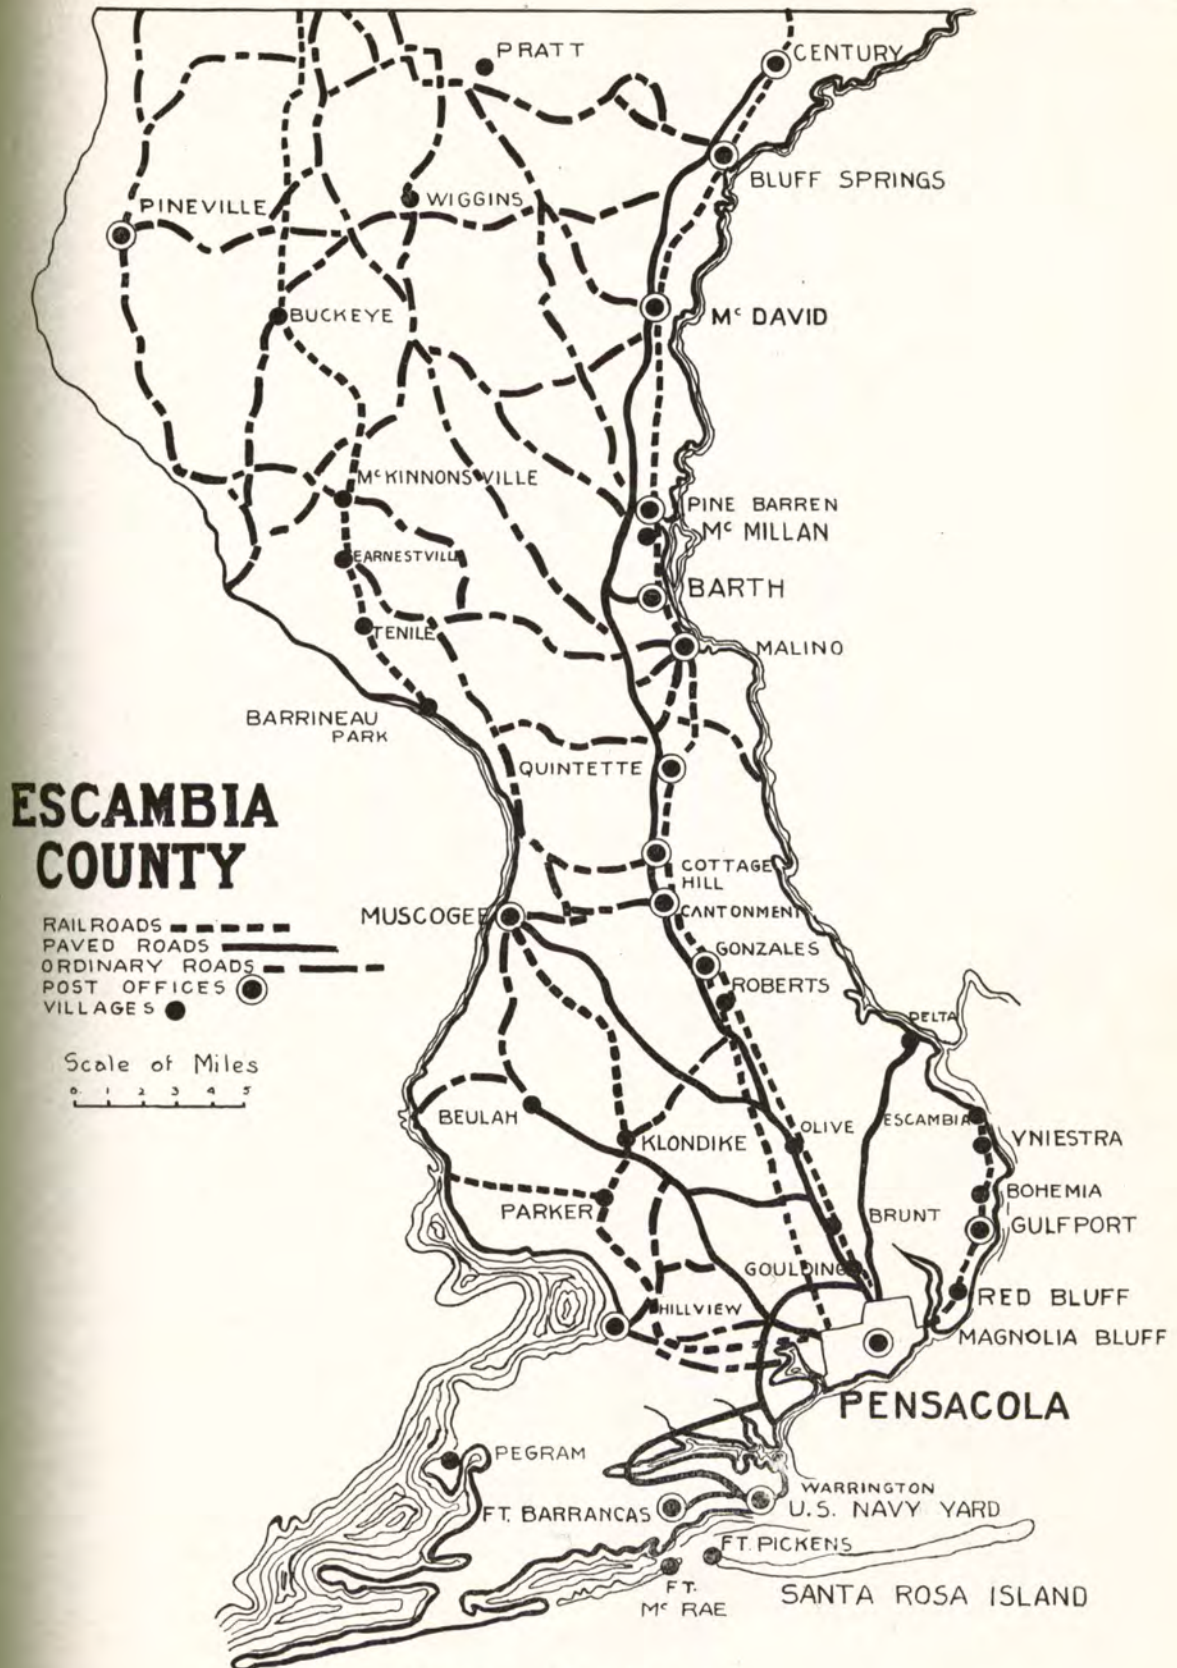 PRATT
CENTURY
BLUFF SPRINGS
PINEVILLE
WIGGINS
BUCKEYE
Mc DAVID
McKINNONSVILLE
PINE BARREN
Mc MILLAN
EARNESTVILLE
BARTH
TENILE
MALINO
BARRINEAU
PARK
QUINTETTE
ESCAMBIA
COUNTY
COTTAGE
HILL
MUSCOGEE
CANTONMENT
RAILROADS
PAVED ROADS
ORDINARY ROADS
POST OFFICES
VILLAGES
GONZALES
ROBERTS
DELTA
Scale of Miles
0 1 2 3 4 5
BEULAH
KLONDIKE
OLIVE
ESCAMBIA
YNIESTRA
PARKER
BRUNT
BOHEMIA
GULFPORT
GOULDING
HILLVIEW
RED BLUFF
MAGNOLIA BLUFF
PENSACOLA
PEGRAM
WARRINGTON
U.S. NAVY YARD
FT. BARRANCAS
FT. PICKENS
FT.
Mc RAE
SANTA ROSA ISLAND